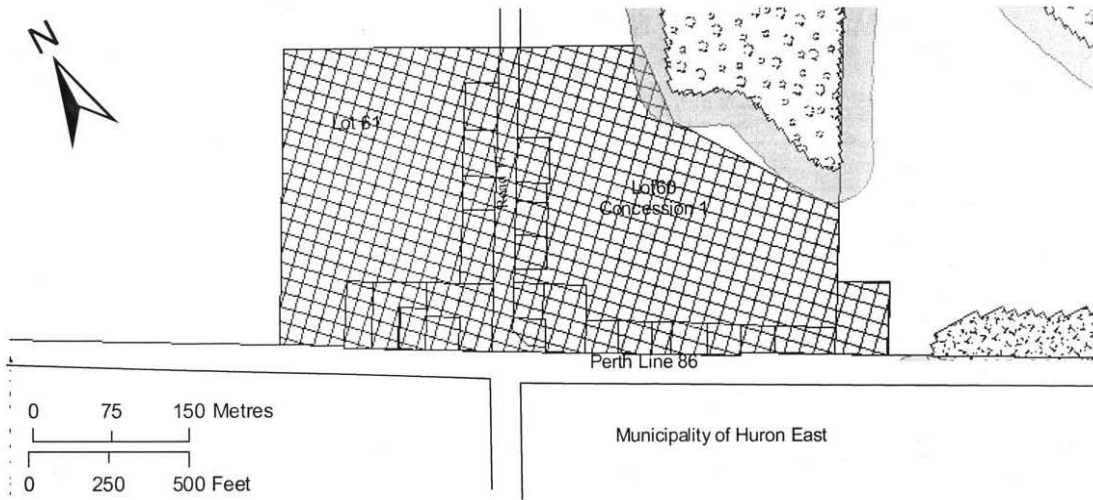 N
Lot 61
Lot 60
Concession 1
Perth Line 86
0 75 150 Metres
0 250 500 Feet
Municipality of Huron East